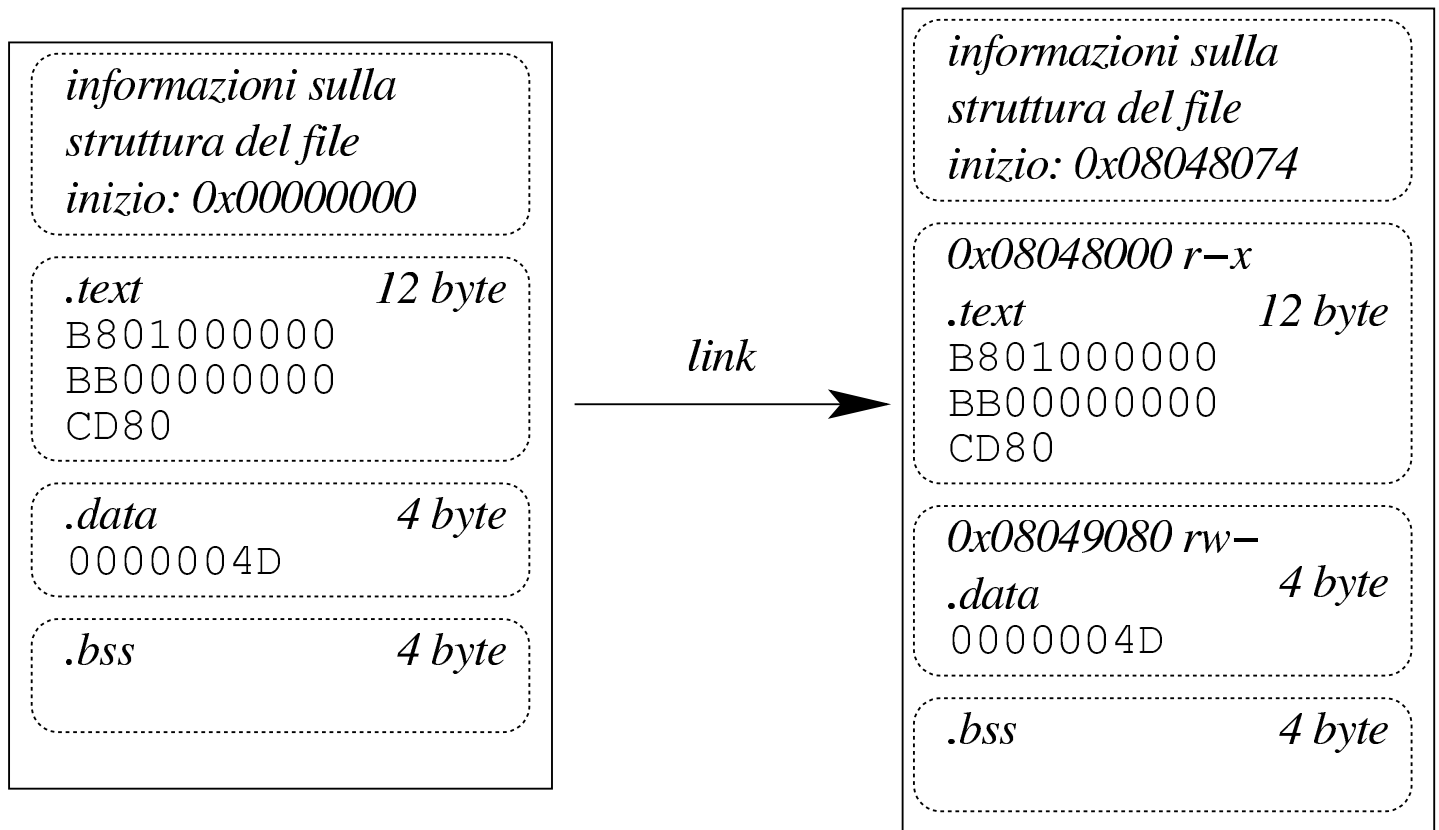 informazioni sulla
struttura del file
inizio: 0x00000000
.text 12 byte
B801000000
BB00000000
CD80
.data 4 byte
0000004D
.bss 4 byte
link
informazioni sulla
struttura del file
inizio: 0x08048074
0x08048000 r−x
.text 12 byte
B801000000
BB00000000
CD80
0x08049080 rw−
.data 4 byte
0000004D
.bss 4 byte